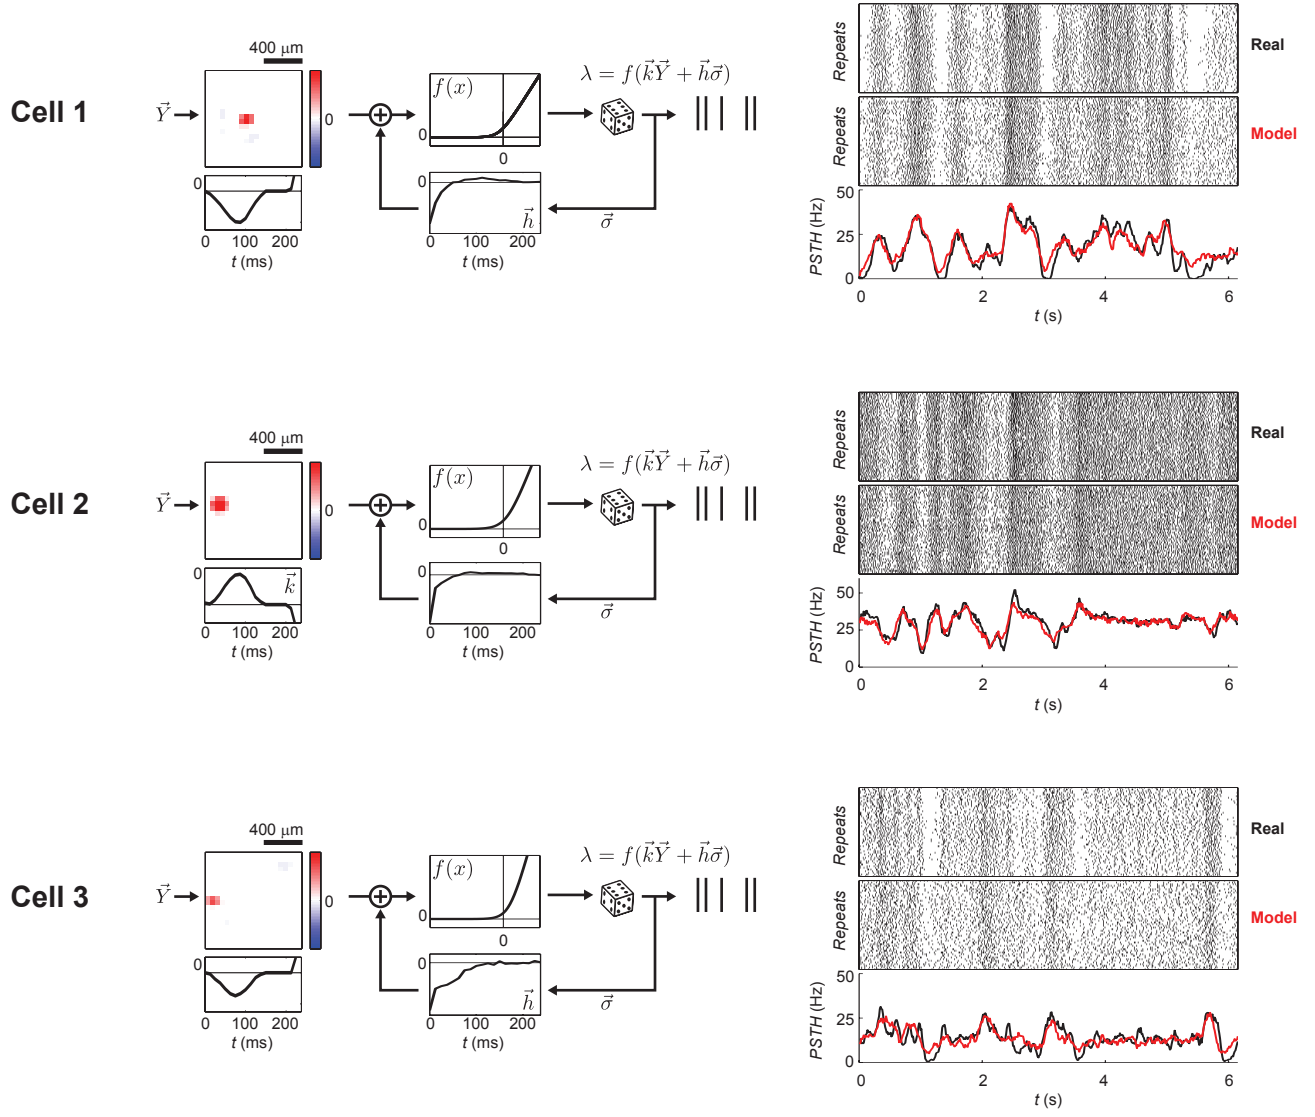 400 μm
Cell 1
Y⃗
0
0
0 100 200
t (ms)
f(x)
0
0
λ = f(k⃗Y⃗ + h⃗σ⃗)
0
h⃗
0 100 200
t (ms)
σ⃗
Repeats
Real
Repeats
Model
PSTH (Hz)
50
25
0
0 2 4 6
t (s)
400 μm
Cell 2
Y⃗
0
0
k⃗
0 100 200
t (ms)
f(x)
0
0
λ = f(k⃗Y⃗ + h⃗σ⃗)
0
0 100 200
t (ms)
σ⃗
Repeats
Real
Repeats
Model
PSTH (Hz)
50
25
0
0 2 4 6
t (s)
400 μm
Cell 3
Y⃗
0
0
0 100 200
t (ms)
f(x)
0
0
λ = f(k⃗Y⃗ + h⃗σ⃗)
0
h⃗
0 100 200
t (ms)
σ⃗
Repeats
Real
Repeats
Model
PSTH (Hz)
50
25
0
0 2 4 6
t (s)